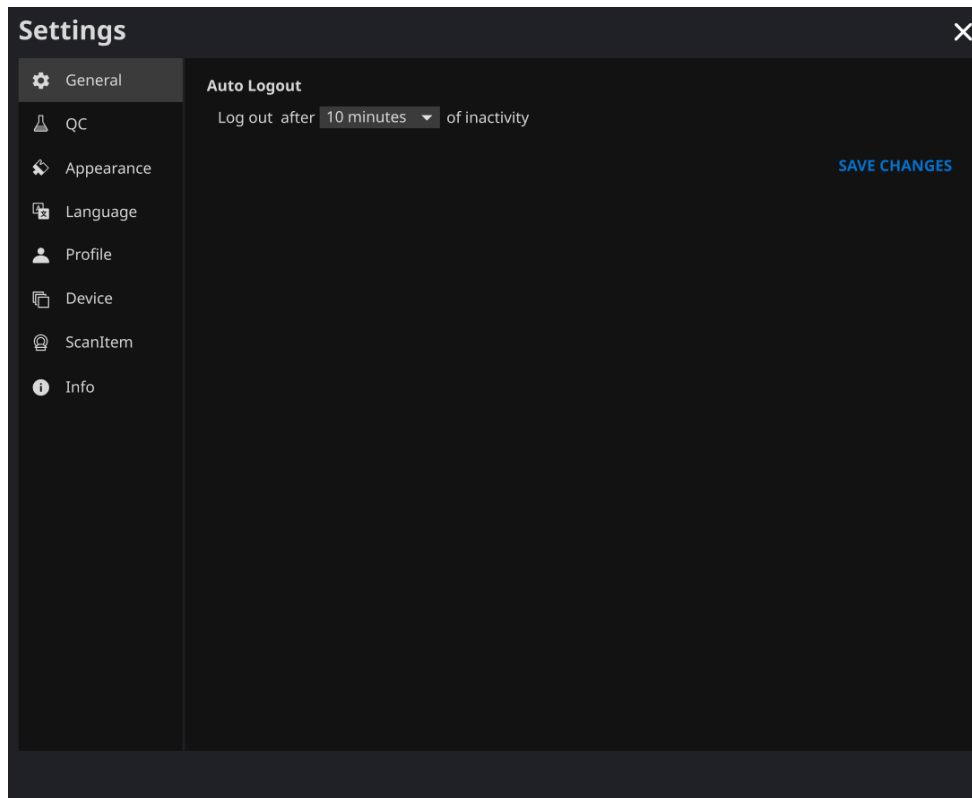 Settings
General
QC
Appearance
Language
Profile
Device
ScanItem
Info
Auto Logout
Log out after 10 minutes of inactivity
SAVE CHANGES